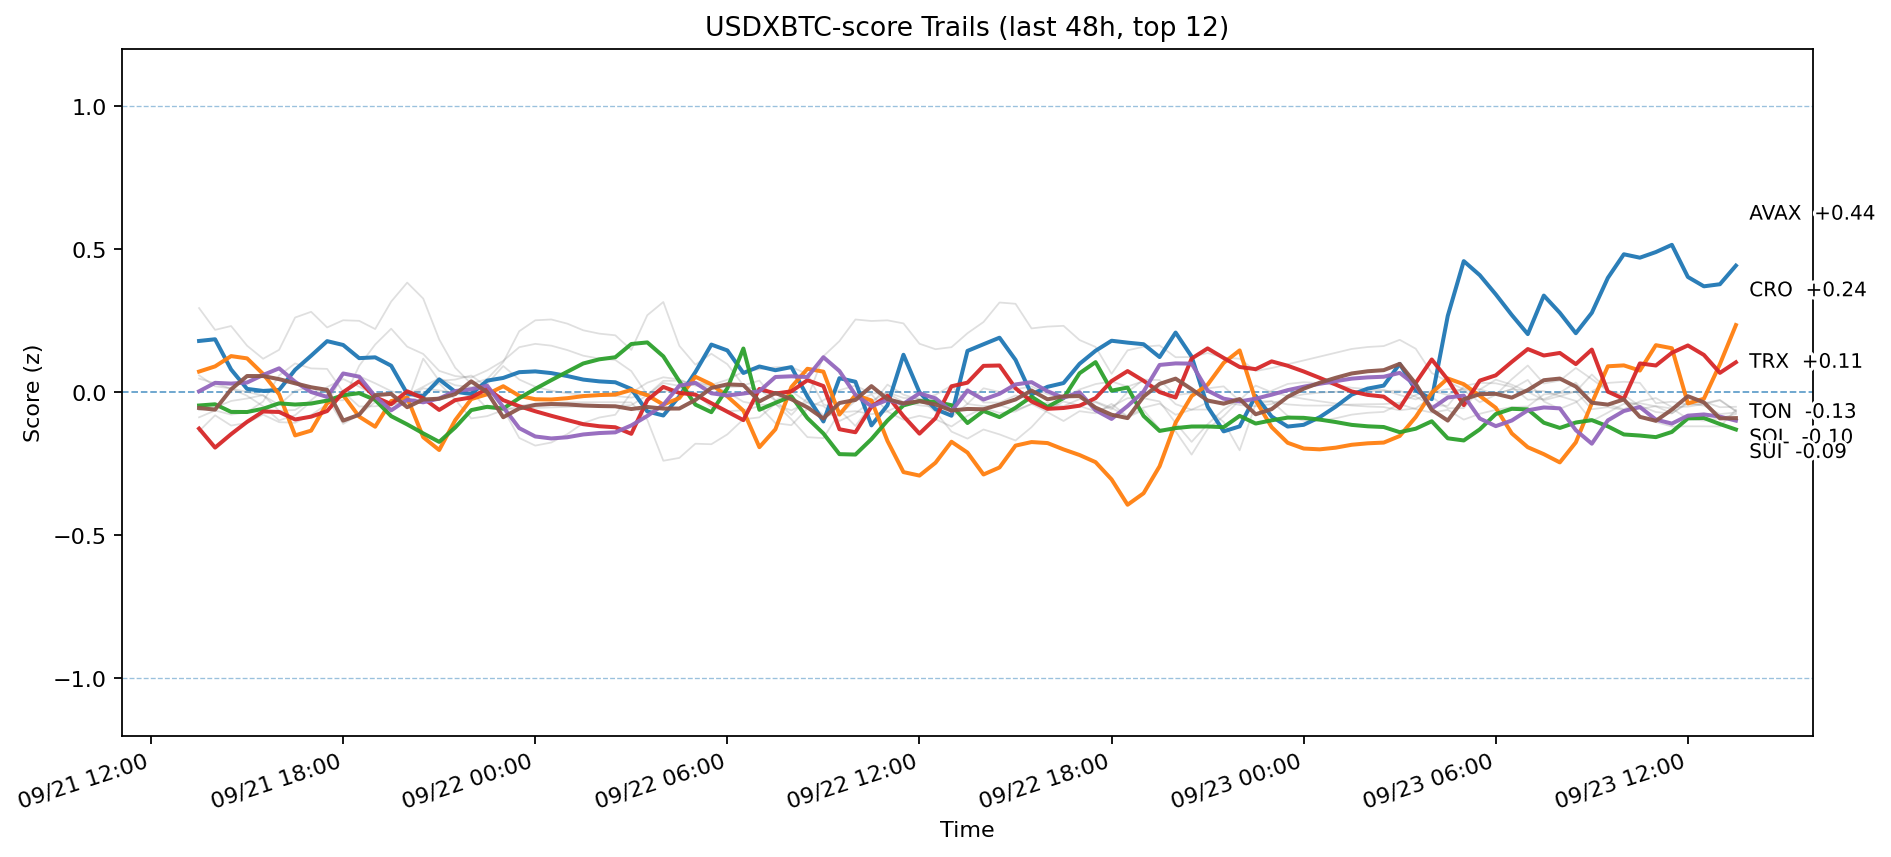 USDXBTC-score Trails (last 48h, top 12)
Score (z)
1.0
0.5
0.0
−0.5
−1.0
AVAX +0.44
CRO +0.24
TRX +0.11
TON -0.13
SOL -0.10
SUI -0.09
09/21 12:00
09/21 18:00
09/22 00:00
09/22 06:00
09/22 12:00
09/22 18:00
09/23 00:00
09/23 06:00
09/23 12:00
Time